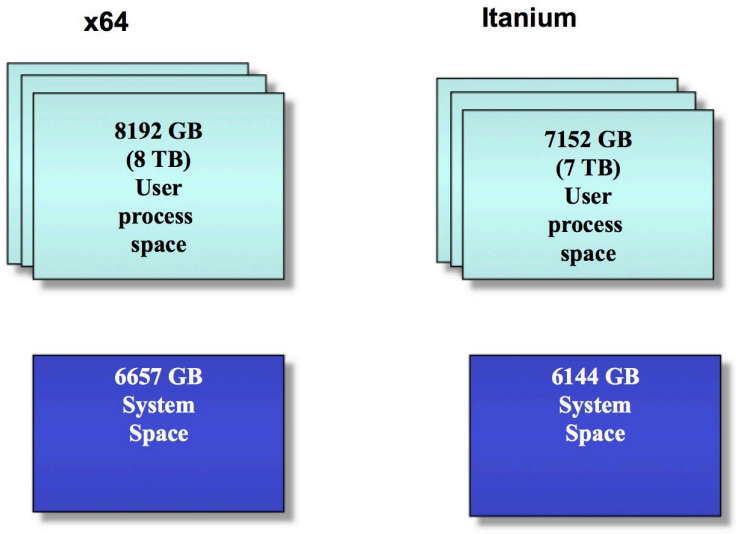 x64
8192 GB
(8 TB)
User
process
space
6657 GB
System
Space
Itanium
7152 GB
(7 TB)
User
process
space
6144 GB
System
Space